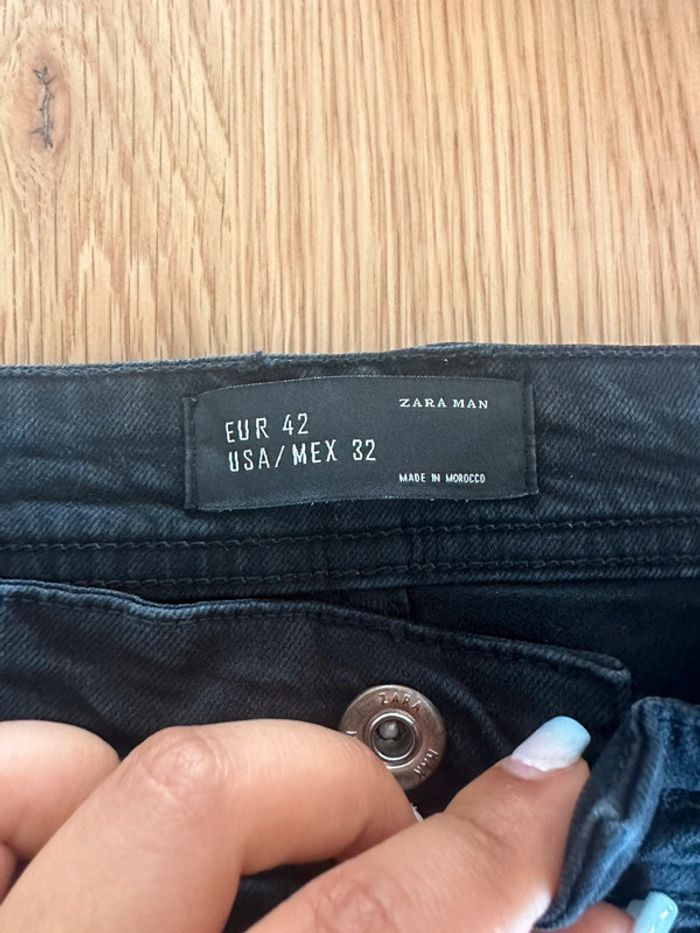 ZARA MAN
EUR 42
USA/MEX 32
MADE IN MOROCCO
ZARA